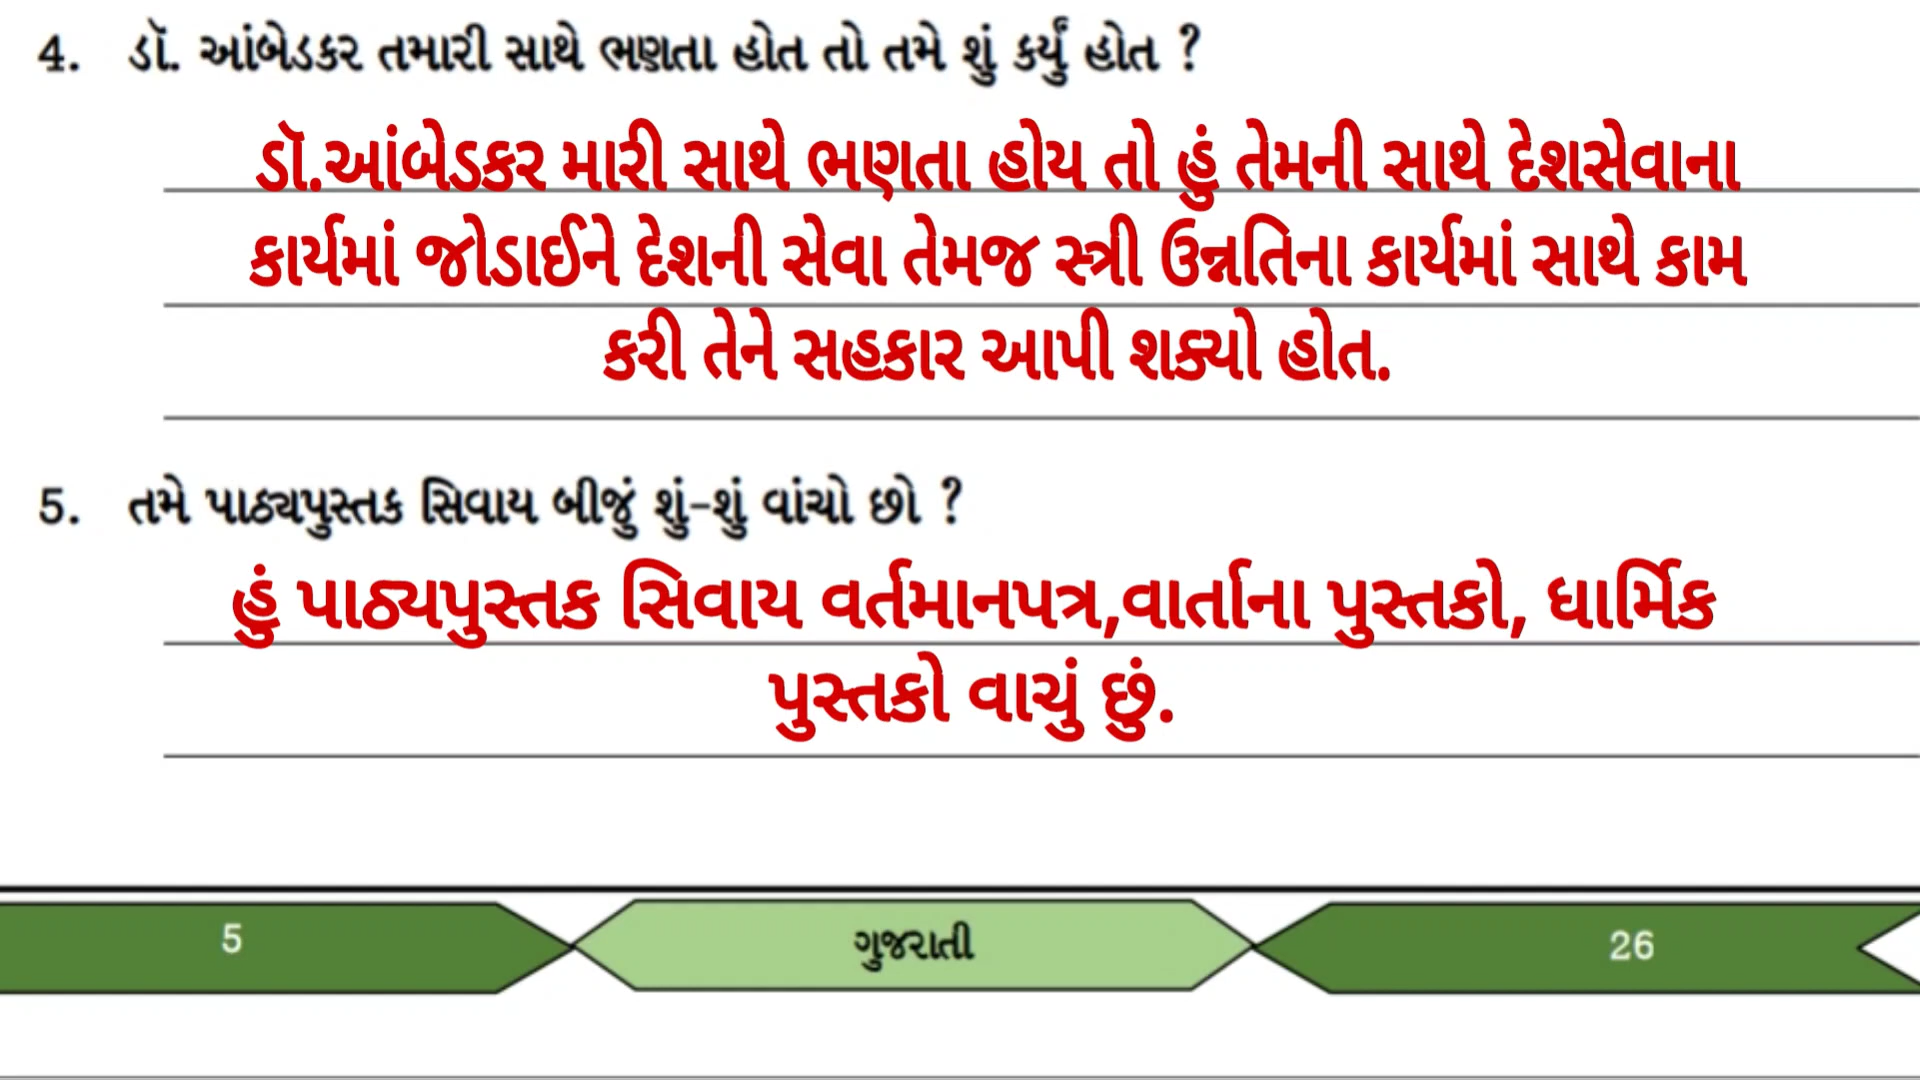 4. ડૉ. આંબેડકર તમારી સાથે ભણતા હોત તો તમે શું કર્યું હોત ?
ડૉ.આંબેડકર મારી સાથે ભણતા હોય તો હું તેમની સાથે દેશસેવાના
કાર્યમાં જોડાઈને દેશની સેવા તેમજ સ્ત્રી ઉન્નતિના કાર્યમાં સાથે કામ
કરી તેને સહકાર આપી શક્યો હોત.
5. તમે પાઠ્યપુસ્તક સિવાય બીજું શું-શું વાંચો છો ?
હું પાઠ્યપુસ્તક સિવાય વર્તમાનપત્ર,વાર્તાના પુસ્તકો, ધાર્મિક
પુસ્તકો વાચું છું.
5 ગુજરાતી 26